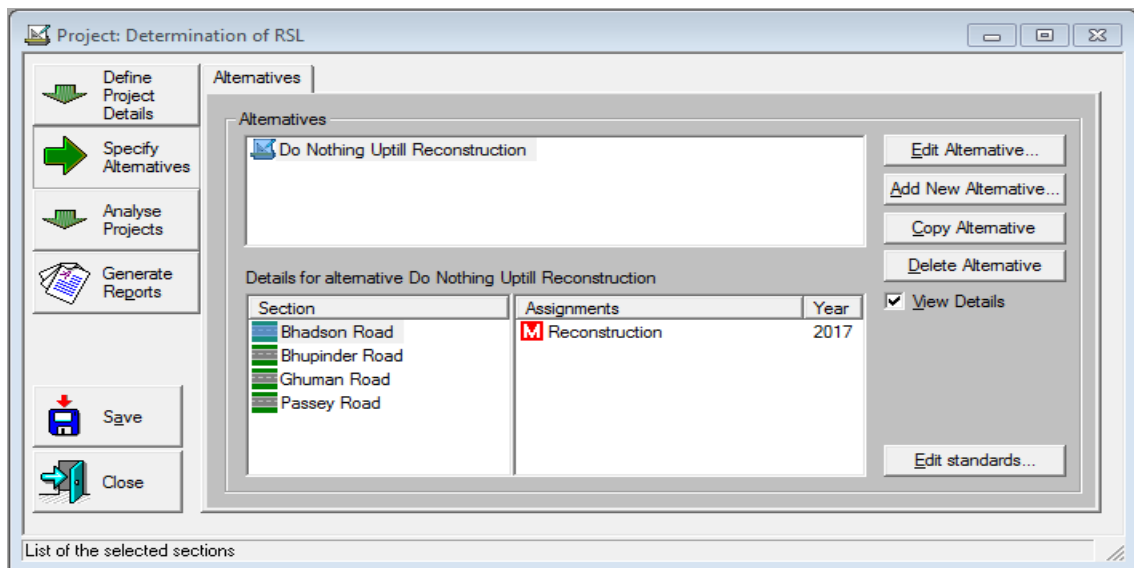 Project: Determination of RSL
Define
Project
Details
Specify
Alternatives
Analyse
Projects
Generate
Reports
Save
Close
Alternatives
Alternatives
Do Nothing Uptill Reconstruction
Edit Alternative...
Add New Alternative...
Copy Alternative
Delete Alternative
View Details
Details for alternative Do Nothing Uptill Reconstruction
Section
Assignments
Year
Bhadson Road
M Reconstruction
2017
Bhupinder Road
Ghuman Road
Passey Road
Edit standards...
List of the selected sections